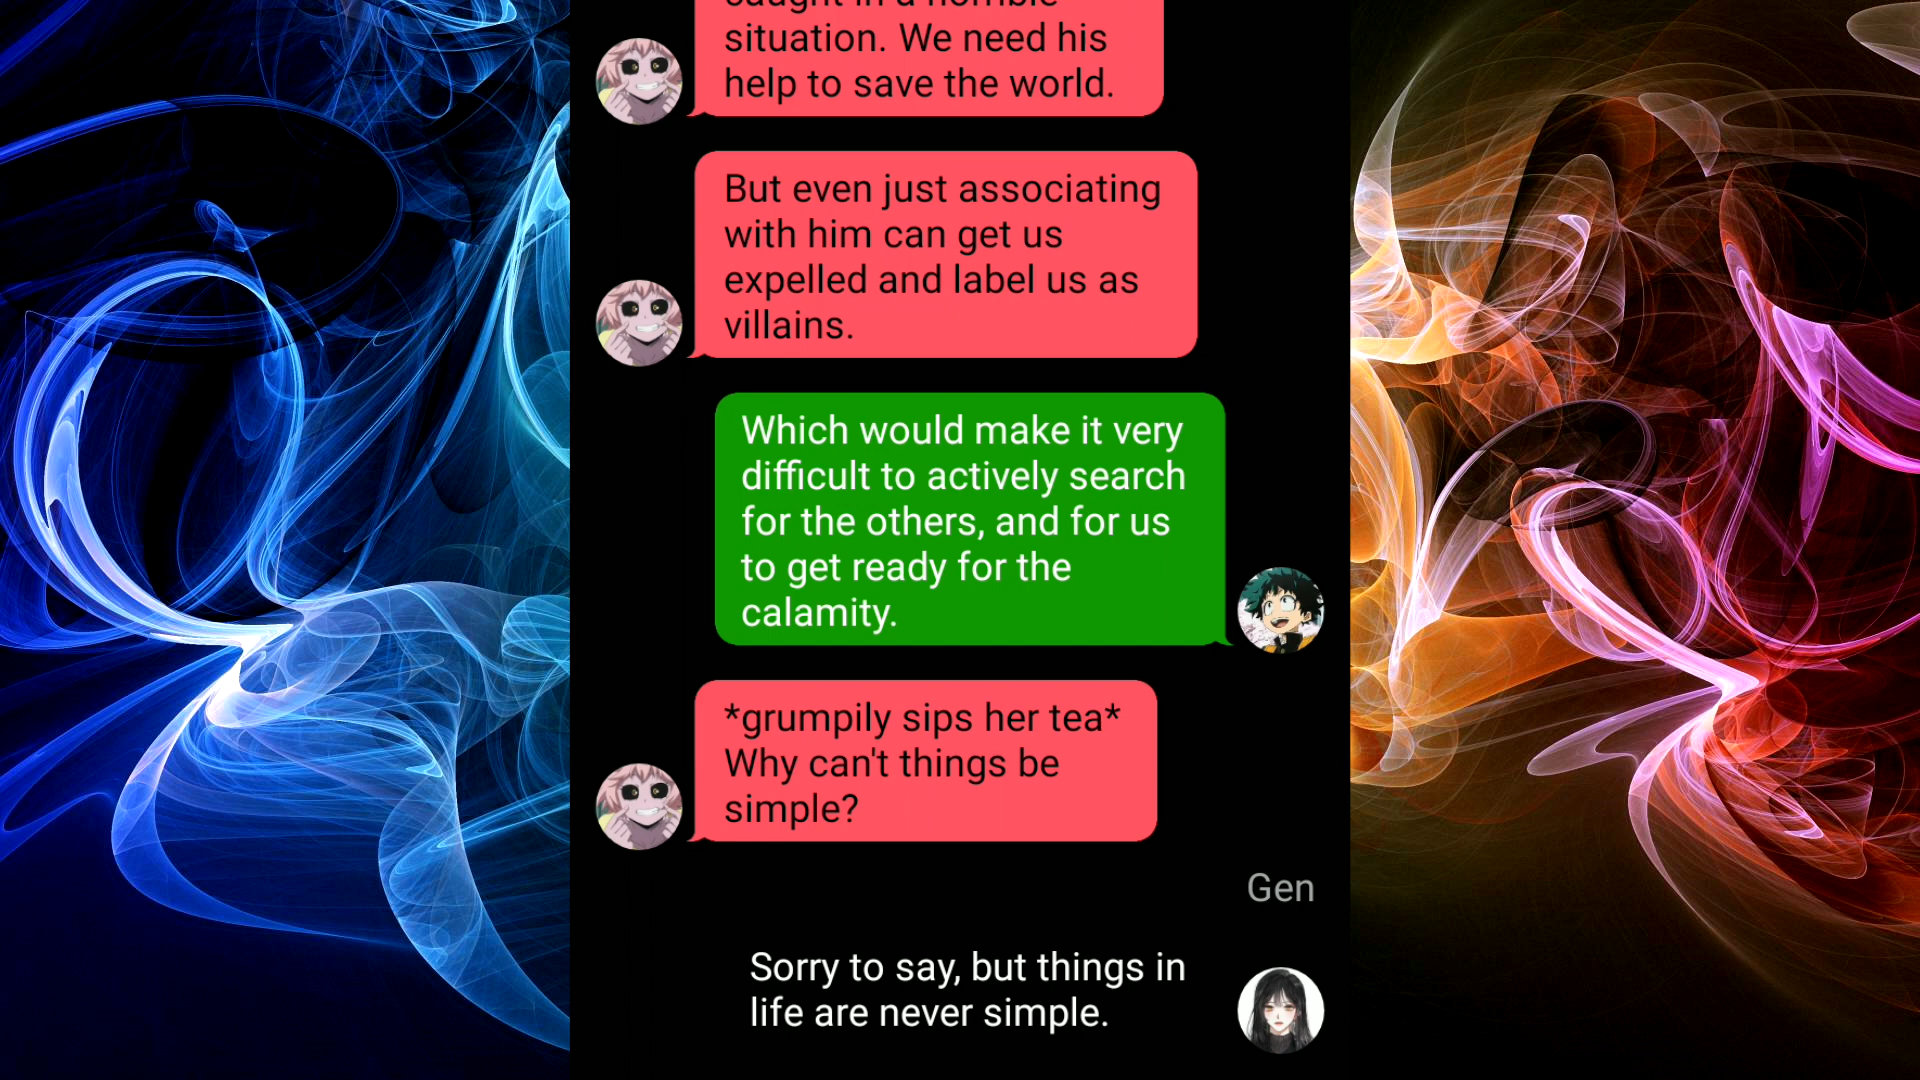 caught in a horrible
situation. We need his
help to save the world.
But even just associating
with him can get us
expelled and label us as
villains.
Which would make it very
difficult to actively search
for the others, and for us
to get ready for the
calamity.
*grumpily sips her tea*
Why can't things be
simple?
Gen
Sorry to say, but things in
life are never simple.